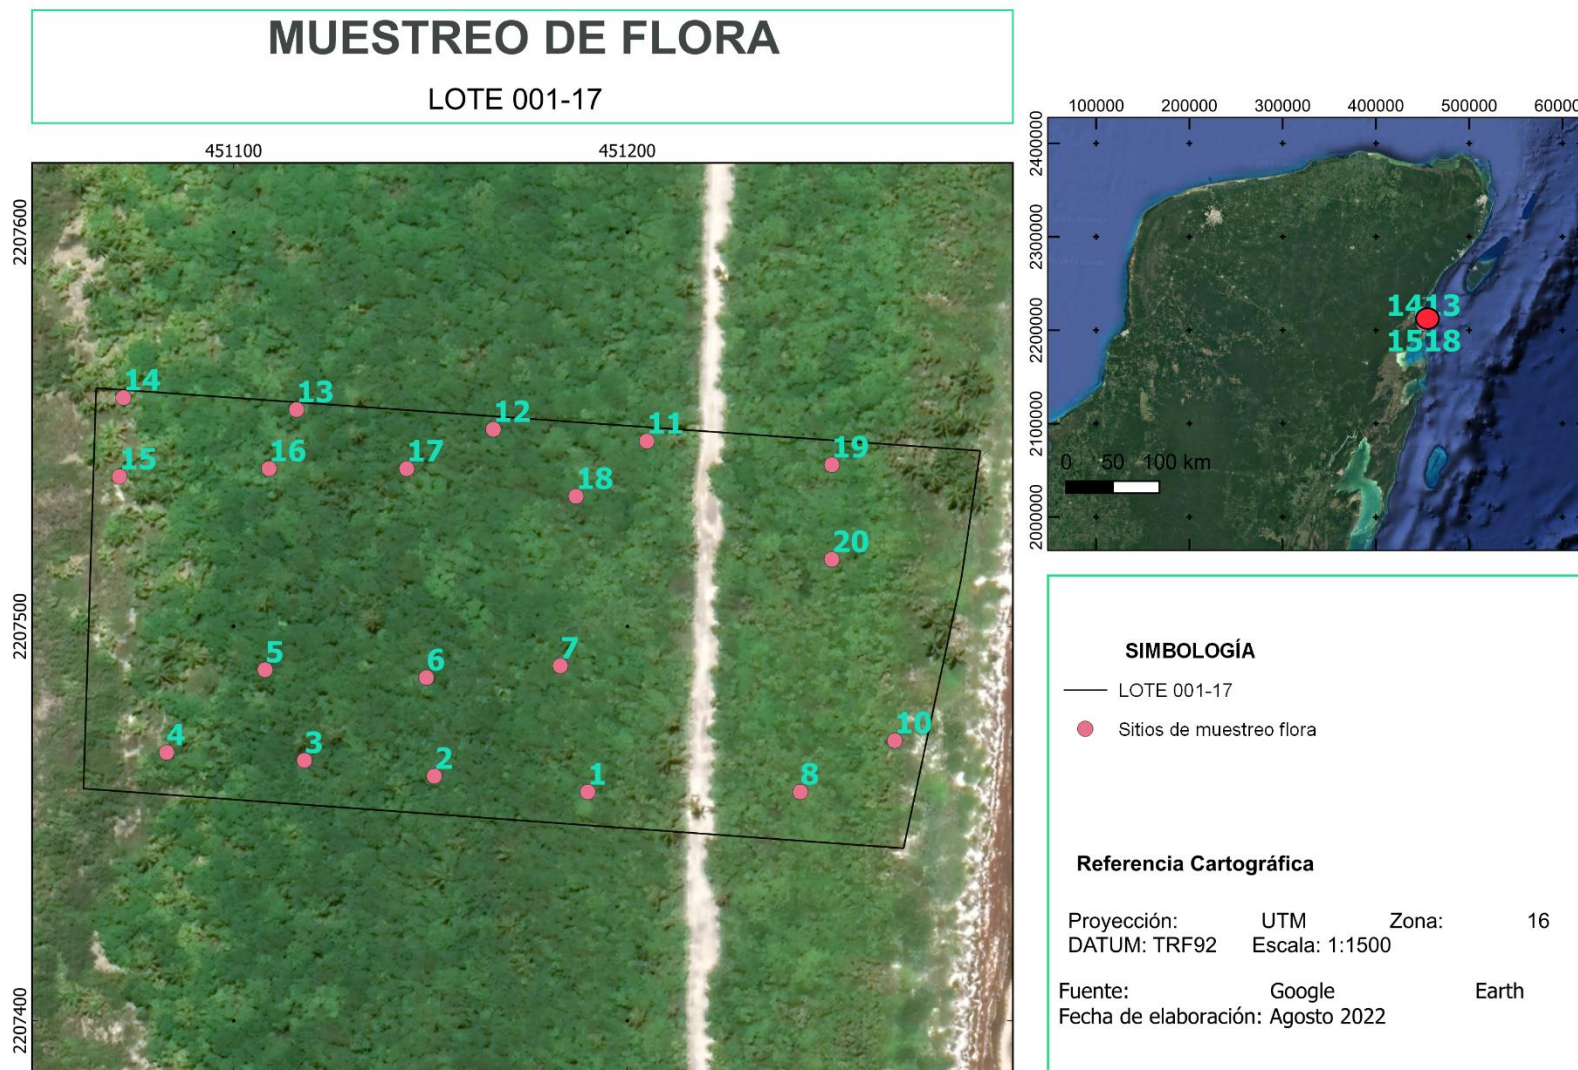 MUESTREO DE FLORA
LOTE 001-17
451100 451200
2207600
2207500
2207400
14
13
12
11
19
15
16
17
18
20
5
6
7
10
4
3
2
1
8
100000 200000 300000 400000 500000 60000
2400000
2300000
2200000
2100000
2000000
1413
1518
0 50 100 km
SIMBOLOGÍA
LOTE 001-17
Sitios de muestreo flora
Referencia Cartográfica
Proyección: UTM Zona: 16
DATUM: TRF92 Escala: 1:1500
Fuente: Google Earth
Fecha de elaboración: Agosto 2022